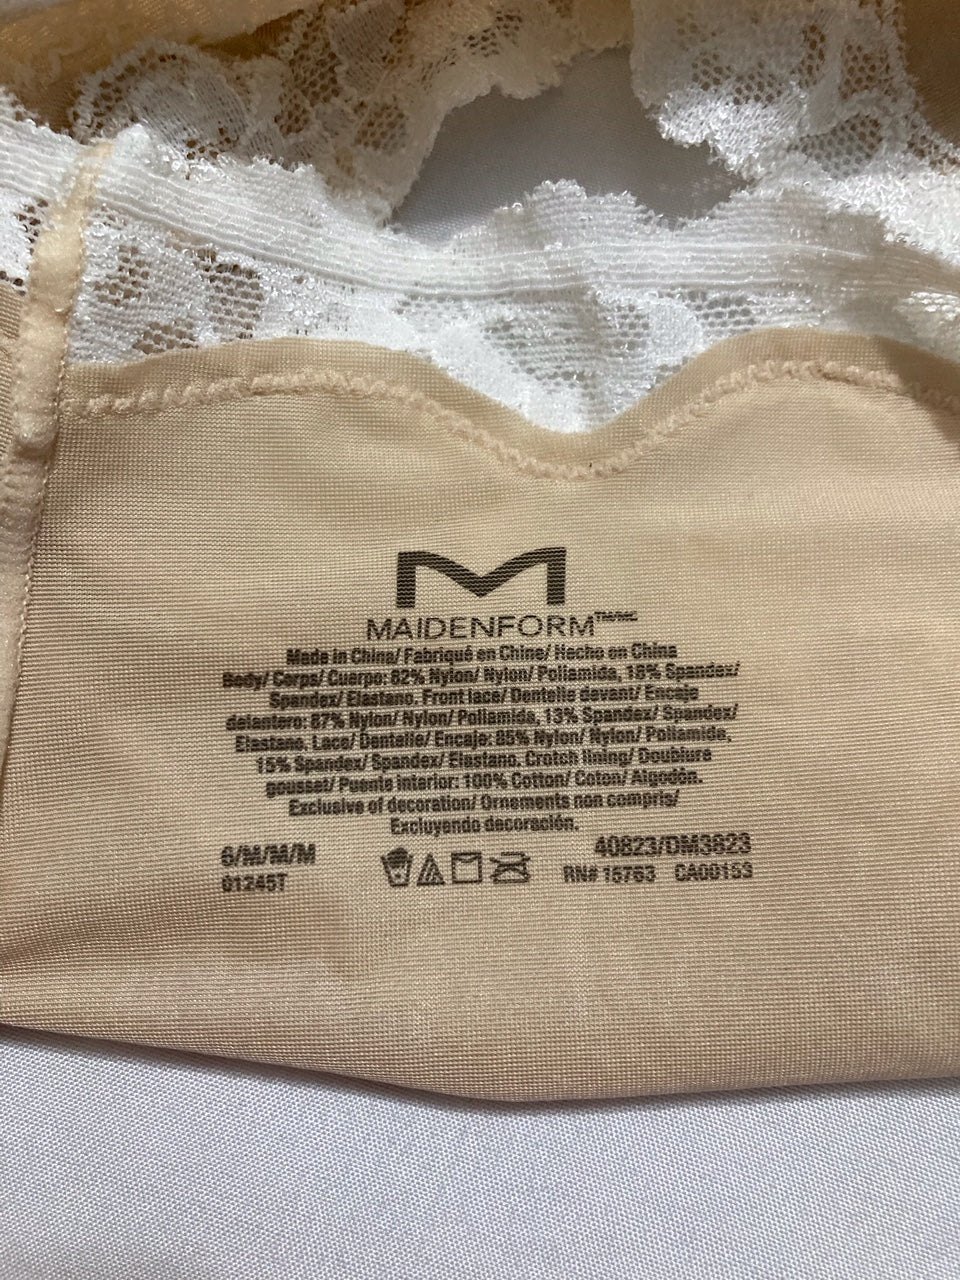 M
MAIDENFORM™/MC
Made in China/ Fabriqué en Chine/ Hecho en China
Body/ Corps/ Cuerpo: 82% Nylon/ Nylon/ Poliamida, 18% Spandex/
Spandex/ Elastano. Front lace/ Dentelle devant/ Encaje
delantero: 87% Nylon/ Nylon/ Poliamida, 13% Spandex/ Spandex/
Elastano. Lace/ Dentelle/ Encaje: 85% Nylon/ Nylon/ Poliamida,
15% Spandex/ Spandex/ Elastano. Crotch lining/ Doublure
gousset/ Puente interior: 100% Cotton/ Coton/ Algodón.
Exclusive of decoration/ Ornements non compris/
Excluyendo decoración.
6/M/M/M 40823/DM3823
01245T RN# 15763 CA00153